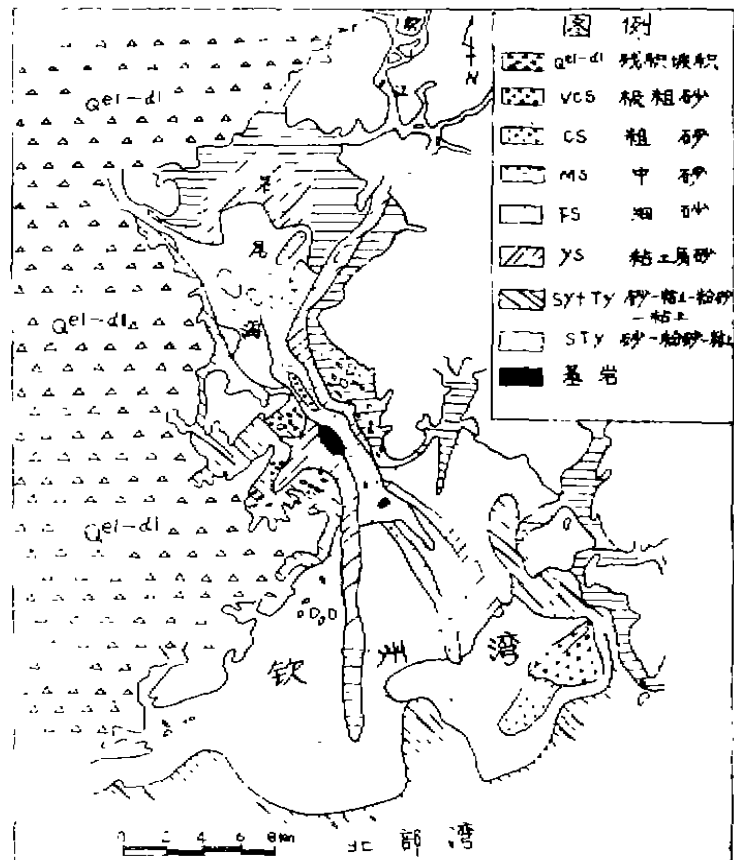 图 例
N
Qel-dl 残积坡积
VCS 极粗砂
CS 粗 砂
MS 中 砂
FS 细 砂
YS 粘土质砂
SY+TY 砂-粘土-粉砂
-粘土
STY 砂-粉砂-粘土
基岩
Qel-dl
Qel-dl
Qel-dl
尾
钦 州 湾
0 2 4 6 8km
北 部 湾